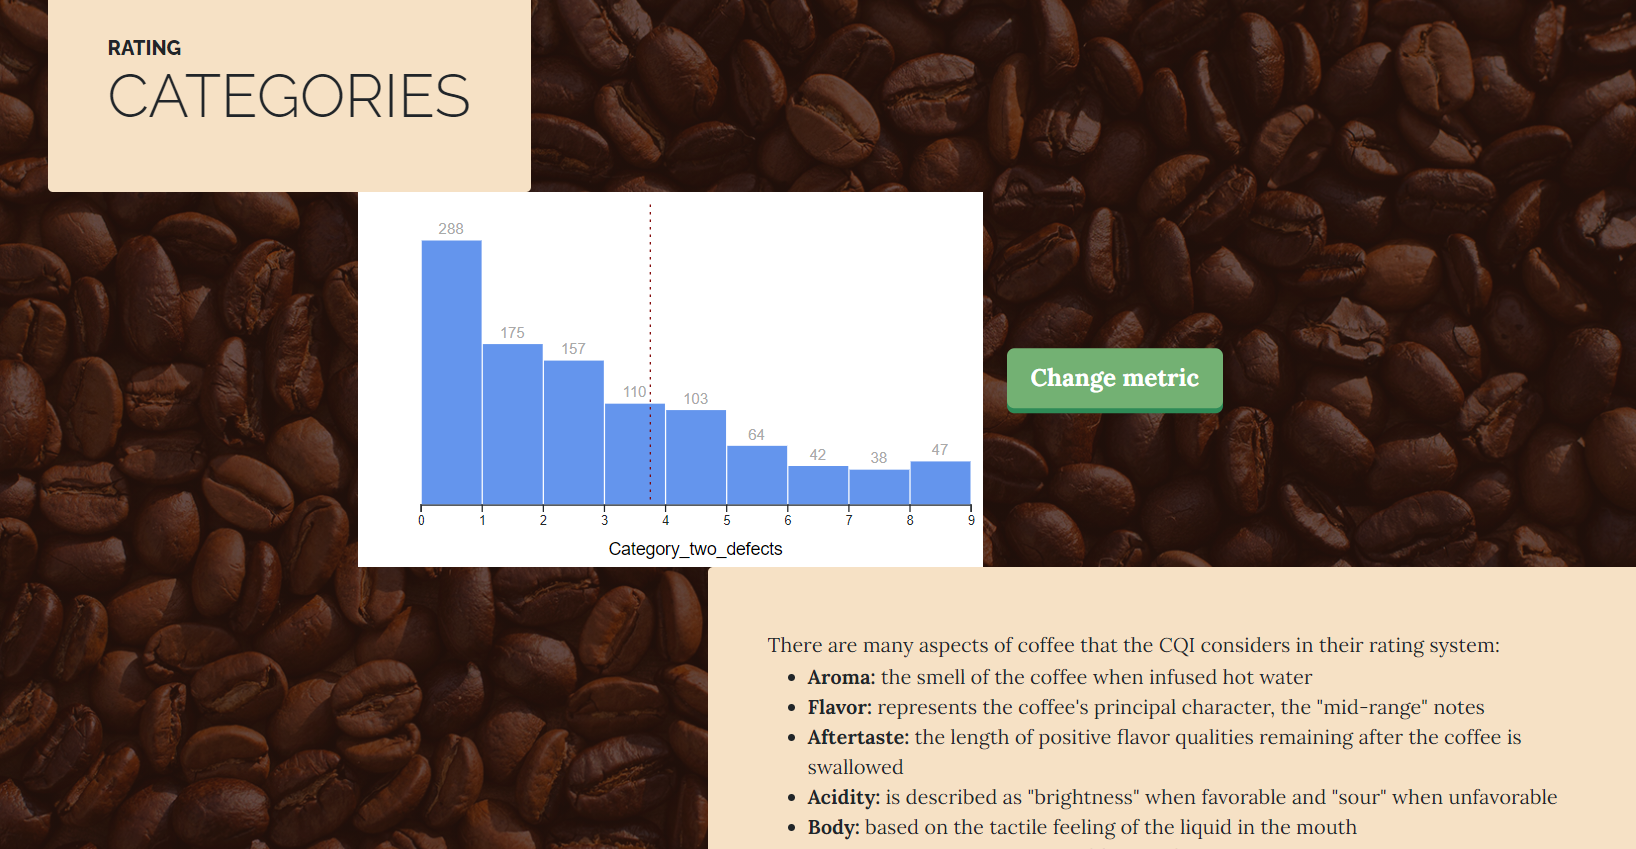 RATING
CATEGORIES
288
175
157
110
103
64
42
38
47
0 1 2 3 4 5 6 7 8 9
Category_two_defects
Change metric
There are many aspects of coffee that the CQI considers in their rating system:
Aroma: the smell of the coffee when infused hot water
Flavor: represents the coffee's principal character, the "mid-range" notes
Aftertaste: the length of positive flavor qualities remaining after the coffee is
swallowed
Acidity: is described as "brightness" when favorable and "sour" when unfavorable
Body: based on the tactile feeling of the liquid in the mouth